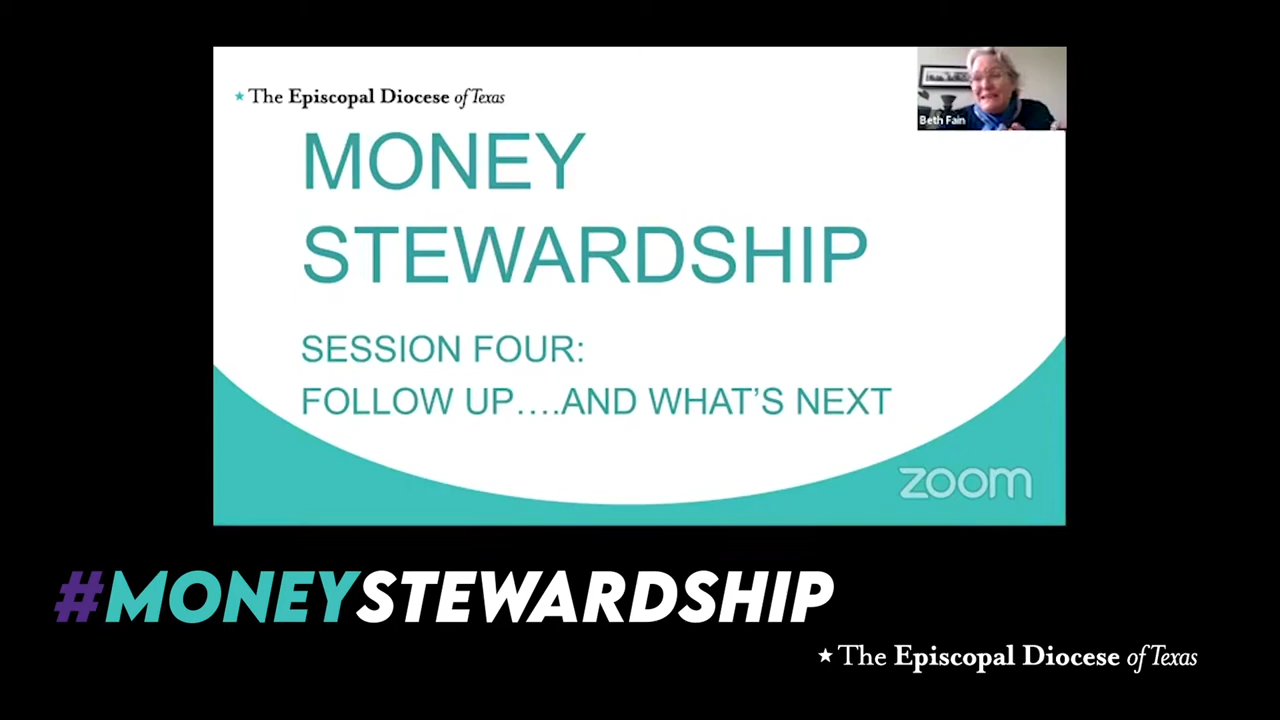 The Episcopal Diocese of Texas
Beth Fain
MONEY
STEWARDSHIP
SESSION FOUR:
FOLLOW UP….AND WHAT’S NEXT
zoom
#MONEYSTEWARDSHIP
The Episcopal Diocese of Texas